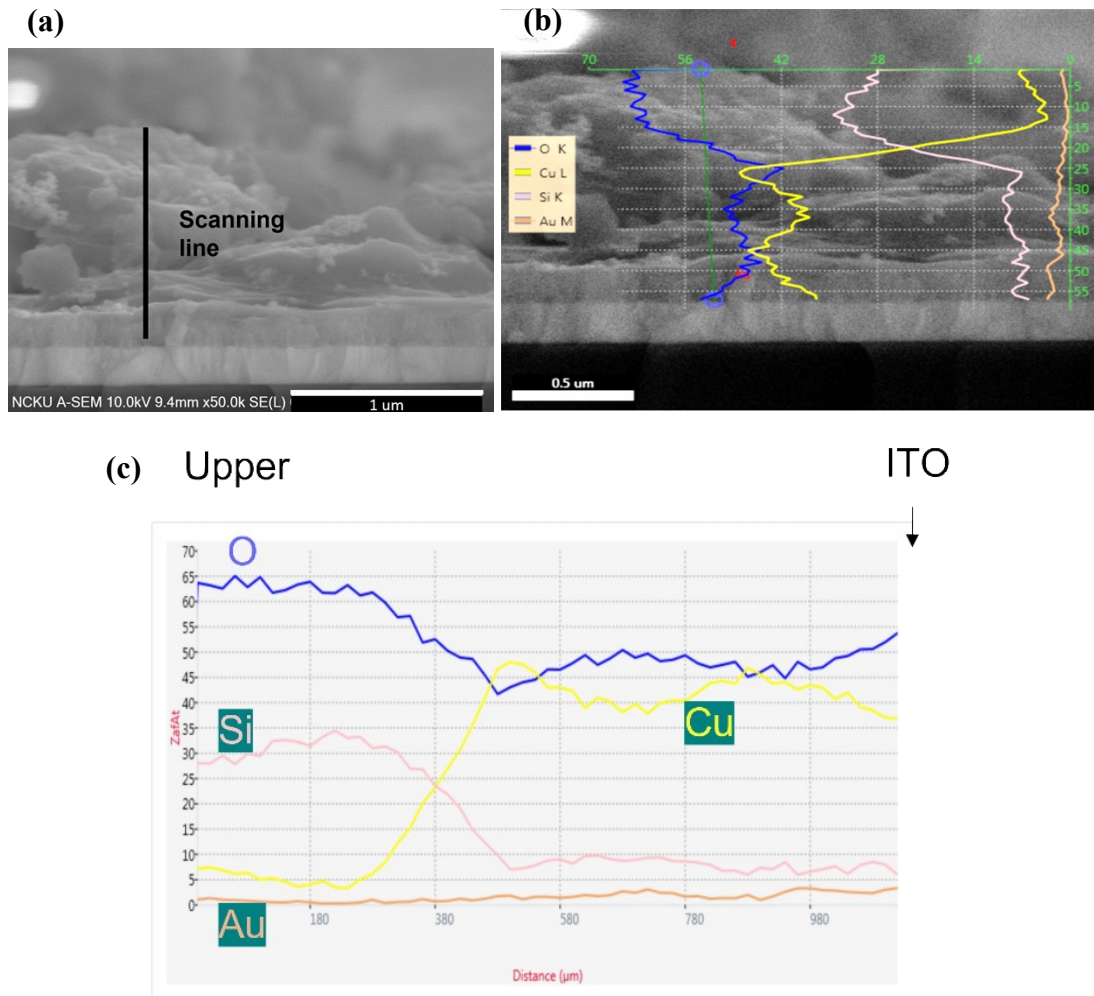 (a)
Scanning
line
NCKU A-SEM 10.0kV 9.4mm x50.0k SE(L)
1 um
(b)
70 56 42 28 14 0
5
10
15
20
25
30
35
40
45
50
55
O K
Cu L
Si K
Au M
0.5 um
(c) Upper ITO
O
Si
Cu
Au
70
65
60
55
50
45
40
35
30
25
20
15
10
5
0
ZafAt
180 380 580 780 980
Distance (µm)